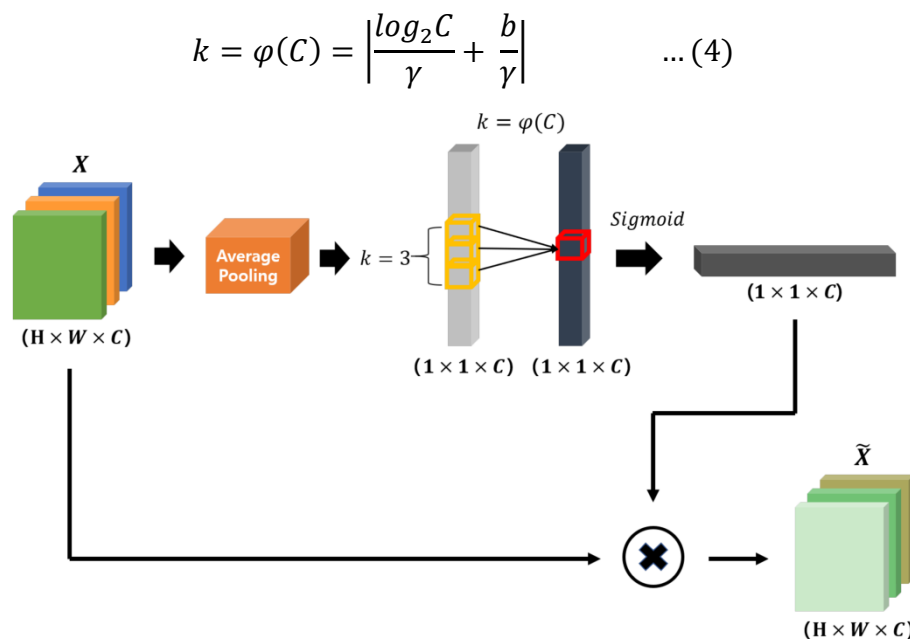 k = φ(C) = |log₂C/γ + b/γ| … (4)
k = φ(C)
X
Sigmoid
Average
Pooling
k = 3
(1 × 1 × C)
(H × W × C)
(1 × 1 × C) (1 × 1 × C)
X̃
(H × W × C)